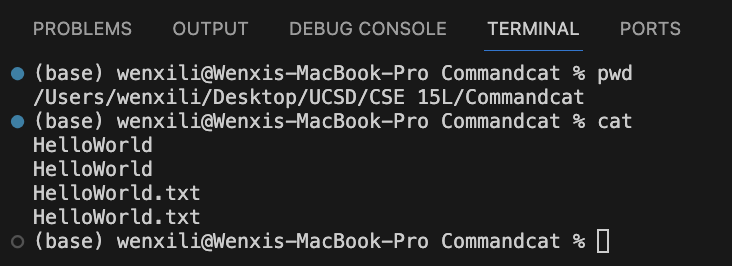 PROBLEMS OUTPUT DEBUG CONSOLE TERMINAL PORTS
(base) wenxili@Wenxis-MacBook-Pro Commandcat % pwd
/Users/wenxili/Desktop/UCSD/CSE 15L/Commandcat
(base) wenxili@Wenxis-MacBook-Pro Commandcat % cat
HelloWorld
HelloWorld
HelloWorld.txt
HelloWorld.txt
(base) wenxili@Wenxis-MacBook-Pro Commandcat %